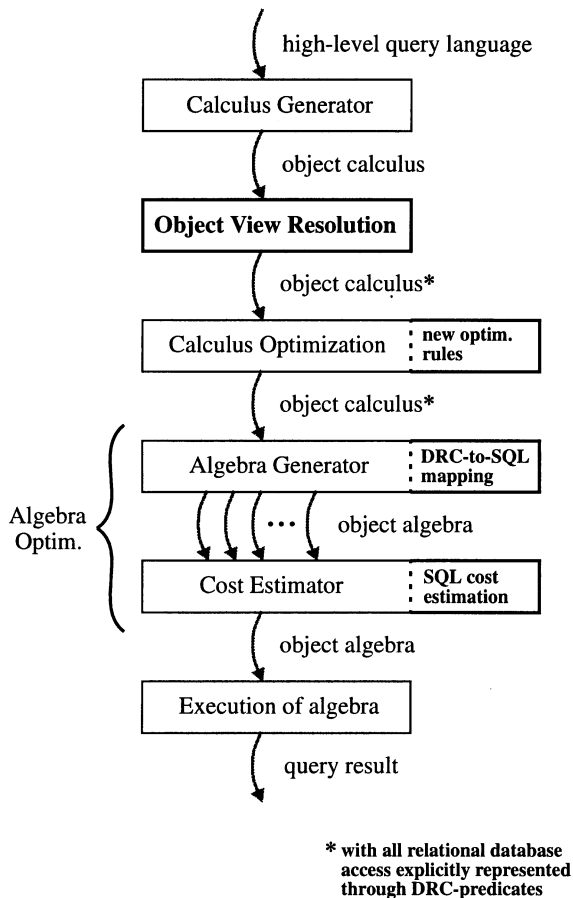 high-level query language
Calculus Generator
object calculus
Object View Resolution
object calculus*
Calculus Optimization
new optim.
rules
object calculus*
Algebra Generator
DRC-to-SQL
mapping
Algebra
Optim.
object algebra
Cost Estimator
SQL cost
estimation
object algebra
Execution of algebra
query result
* with all relational database
access explicitly represented
through DRC-predicates